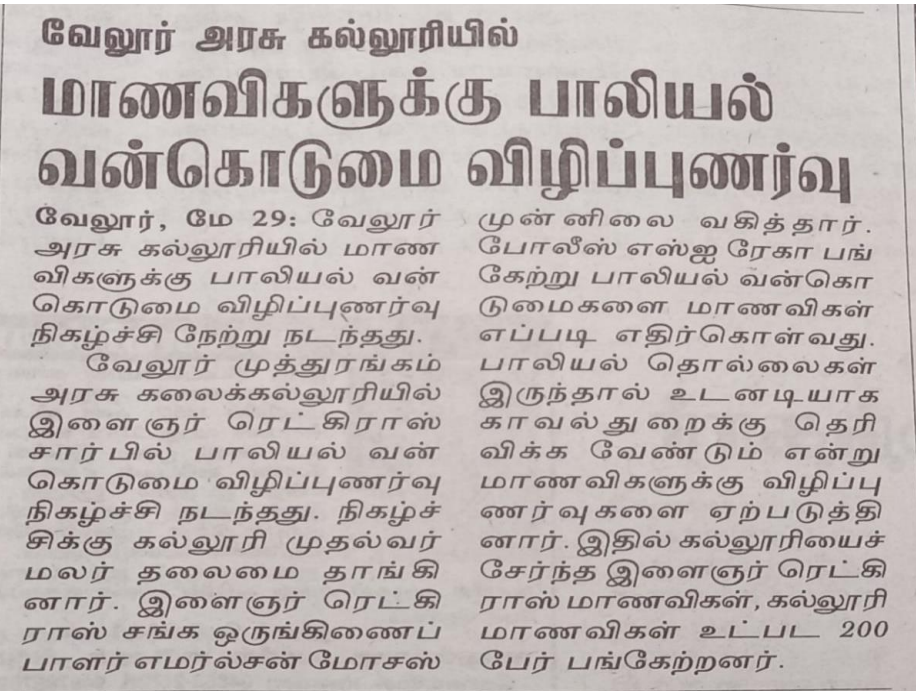 வேலூர் அரசு கல்லூரியில்
மாணவிகளுக்கு பாலியல்
வன்கொடுமை விழிப்புணர்வு
வேலூர், மே 29: வேலூர்
அரசு கல்லூரியில் மாண
விகளுக்கு பாலியல் வன்
கொடுமை விழிப்புணர்வு
நிகழ்ச்சி நேற்று நடந்தது.
வேலூர் முத்துரங்கம்
அரசு கலைக்கல்லூரியில்
இளைஞர் ரெட்கிராஸ்
சார்பில் பாலியல் வன்
கொடுமை விழிப்புணர்வு
நிகழ்ச்சி நடந்தது. நிகழ்ச்
சிக்கு கல்லூரி முதல்வர்
மலர் தலைமை தாங்கி
னார். இளைஞர் ரெட்கி
ராஸ் சங்க ஒருங்கிணைப்
பாளர் எமர்ல்சன் மோசஸ்
முன்னிலை வகித்தார்.
போலீஸ் எஸ்ஐ ரேகா பங்
கேற்று பாலியல் வன்கொ
டுமைகளை மாணவிகள்
எப்படி எதிர்கொள்வது.
பாலியல் தொல்லைகள்
இருந்தால் உடனடியாக
காவல்துறைக்கு தெரி
விக்க வேண்டும் என்று
மாணவிகளுக்கு விழிப்பு
ணர்வுகளை ஏற்படுத்தி
னார். இதில் கல்லூரியைச்
சேர்ந்த இளைஞர் ரெட்கி
ராஸ் மாணவிகள், கல்லூரி
மாணவிகள் உட்பட 200
பேர் பங்கேற்றனர்.